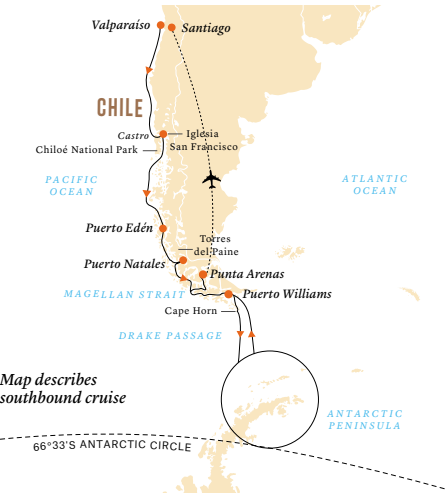 Valparaíso
Santiago
CHILE
Castro
Iglesia
San Francisco
Chiloé National Park
PACIFIC
OCEAN
ATLANTIC
OCEAN
Puerto Edén
Torres
del Paine
Puerto Natales
Punta Arenas
MAGELLAN STRAIT
Puerto Williams
Cape Horn
DRAKE PASSAGE
Map describes
southbound cruise
ANTARCTIC
PENINSULA
66°33'S ANTARCTIC CIRCLE